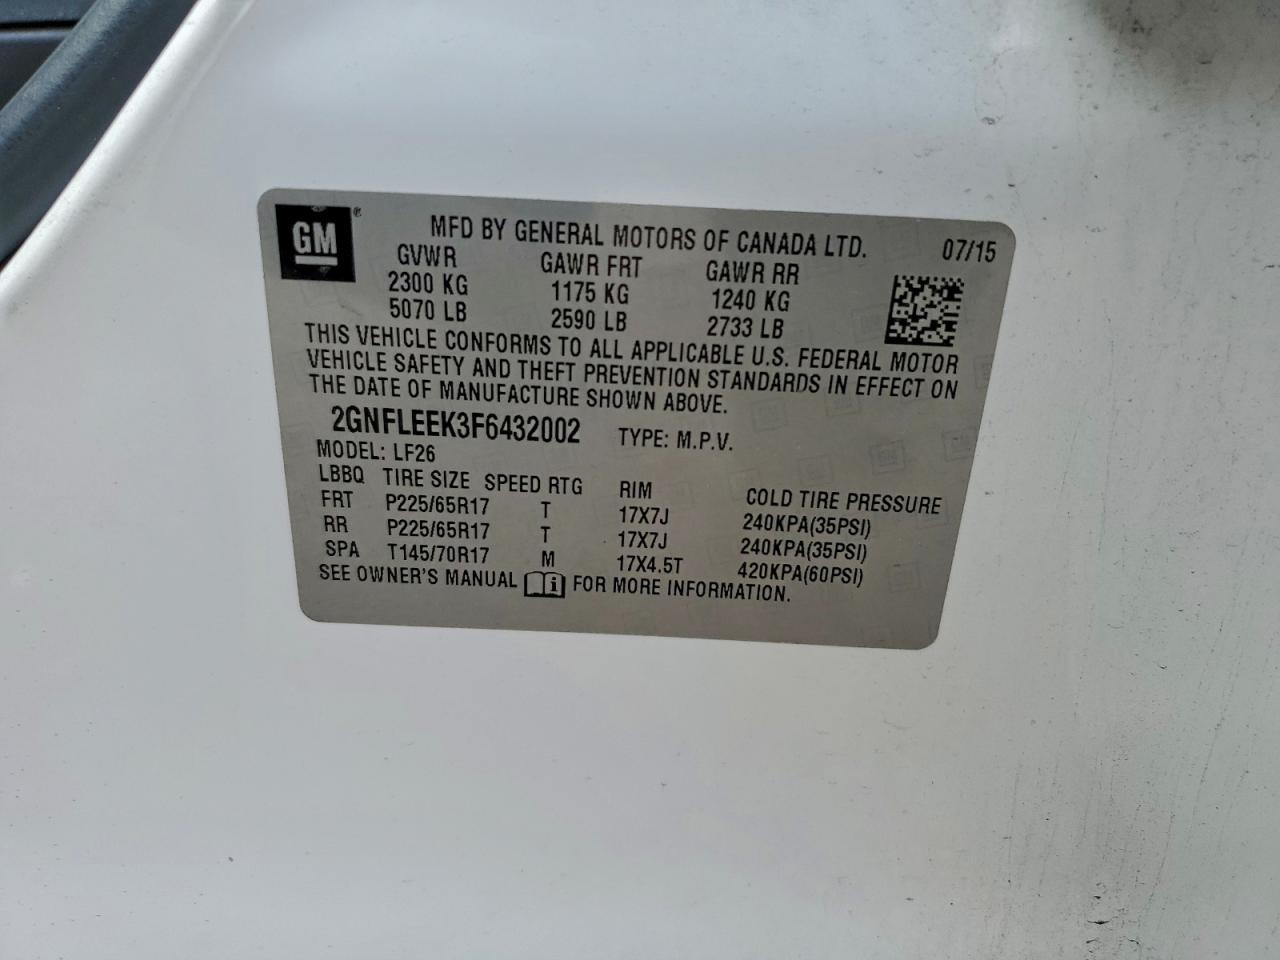 GM ®
MFD BY GENERAL MOTORS OF CANADA LTD. 07/15
GVWR GAWR FRT GAWR RR
2300 KG 1175 KG 1240 KG
5070 LB 2590 LB 2733 LB
THIS VEHICLE CONFORMS TO ALL APPLICABLE U.S. FEDERAL MOTOR
VEHICLE SAFETY AND THEFT PREVENTION STANDARDS IN EFFECT ON
THE DATE OF MANUFACTURE SHOWN ABOVE.
2GNFLEEK3F6432002 TYPE: M.P.V.
MODEL: LF26
LBBQ TIRE SIZE SPEED RTG RIM COLD TIRE PRESSURE
FRT P225/65R17 T 17X7J 240KPA(35PSI)
RR P225/65R17 T 17X7J 240KPA(35PSI)
SPA T145/70R17 M 17X4.5T 420KPA(60PSI)
SEE OWNER'S MANUAL i FOR MORE INFORMATION.